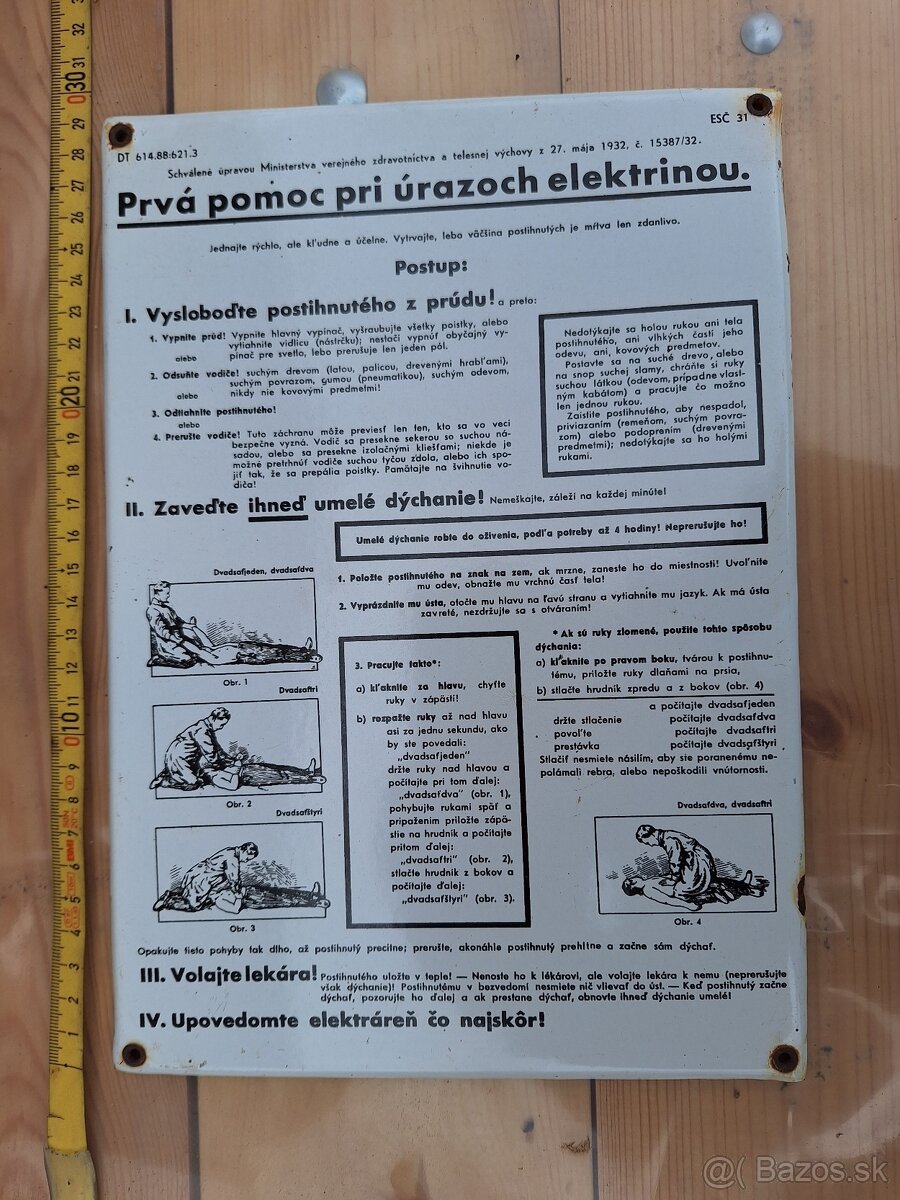 DT 614.88:621.3
ESČ 31
Schválené úpravou Ministerstva verejného zdravotníctva a telesnej výchovy z 27. mája 1932, č. 15387/32.
Prvá pomoc pri úrazoch elektrinou.
Jednajte rýchlo, ale kľudne a účelne. Vytrvajte, lebo väčšina postihnutých je mŕtva len zdanlivo.
Postup:
I. Vysloboďte postihnutého z prúdu! a preto:
1. Vypnite prúd! Vypnite hlavný vypínač, vyšraubujte všetky poistky, alebo
vytiahnite vidlicu (nástrčku); nestačí vypnúť obyčajný vy-
alebo pínač pre svetlo, lebo prerušuje len jeden pól.
2. Odsuňte vodiče! suchým drevom (latou, palicou, drevenými hrabľami),
suchým povrazom, gumou (pneumatikou), suchým odevom,
alebo nikdy nie kovovými predmetmi!
3. Odtiahnite postihnutého!
alebo
4. Prerušte vodiče! Tuto záchranu môže previesť len ten, kto sa vo veci
bezpečne vyzná. Vodič sa presekne sekerou so suchou ná-
sadou, alebo sa presekne izolačnými kliešťami; niekde je
možné pretrhnúť vodiče suchou tyčou zdola, alebo ich spo-
jiť tak, že sa prepália poistky. Pamätajte na švihnutie vo-
diča!
Nedotýkajte sa holou rukou ani tela
postihnutého, ani vlhkých častí jeho
odevu, ani, kovových predmetov.
Postavte sa na suché drevo, alebo
na snop suchej slamy, chráňte si ruky
suchou látkou (odevom, prípadne vlast-
ným kabátom) a pracujte čo možno
len jednou rukou.
Zaistite postihnutého, aby nespadol,
priviazaním (remeňom, suchým povra-
zom) alebo podoprením (drevenými
predmetmi); nedotýkajte sa ho holými
rukami.
II. Zaveďte ihneď umelé dýchanie! Nemeškajte, záleží na každej minúte!
Umelé dýchanie robte do oživenia, podľa potreby až 4 hodiny! Neprerušujte ho!
1. Položte postihnutého na znak na zem, ak mrzne, zaneste ho do miestnosti! Uvoľnite
mu odev, obnažte mu vrchnú časť tela!
2. Vyprázdnite mu ústa, otočte mu hlavu na ľavú stranu a vytiahnite mu jazyk. Ak má ústa
zavreté, nezdržujte sa s otváraním!
Dvadsaťjeden, dvadsaťdva
Obr. 1
Dvadsaťtri
Obr. 2
Dvadsaťštyri
Obr. 3
3. Pracujte takto*:
a) kľaknite za hlavu, chyťte
ruky v zápästí!
b) rozpažte ruky až nad hlavu
asi za jednu sekundu, ako
by ste povedali:
„dvadsaťjeden"
držte ruky nad hlavou a
počítajte pri tom ďalej:
„dvadsaťdva" (obr. 1),
pohybujte rukami späť a
pripažením priložte zápä-
stie na hrudník a počítajte
pritom ďalej:
„dvadsaťtri" (obr. 2),
stlačte hrudník z bokov a
počítajte ďalej:
„dvadsaťštyri" (obr. 3).
* Ak sú ruky zlomené, použite tohto spôsobu
dýchania:
a) kľaknite po pravom boku, tvárou k postihnu-
tému, priložte ruky dlaňami na prsia,
b) stlačte hrudník zpredu a z bokov (obr. 4)
a počítajte dvadsaťjeden
držte stlačenie počítajte dvadsaťdva
povoľte počítajte dvadsaťtri
prestávka počítajte dvadsaťštyri
Stlačiť nesmiete násilím, aby ste poranenému ne-
polámali rebra, alebo nepoškodili vnútornosti.
Dvadsaťdva, dvadsaťtri
Obr. 4
Opakujte tieto pohyby tak dlho, až postihnutý precitne; prerušte, akonáhle postihnutý prehltne a začne sám dýchať.
III. Volajte lekára! Postihnutého uložte v teple! — Nenoste ho k lékárovi, ale volajte lekára k nemu (neprerušujte
však dýchanie)! Postihnutému v bezvedomí nesmiete nič vlievať do úst. — Keď postihnutý začne
dýchať, pozorujte ho ďalej a ak prestane dýchať, obnovte ihneď dýchanie umelé!
IV. Upovedomte elektráreň čo najskôr!
@( Bazos.sk